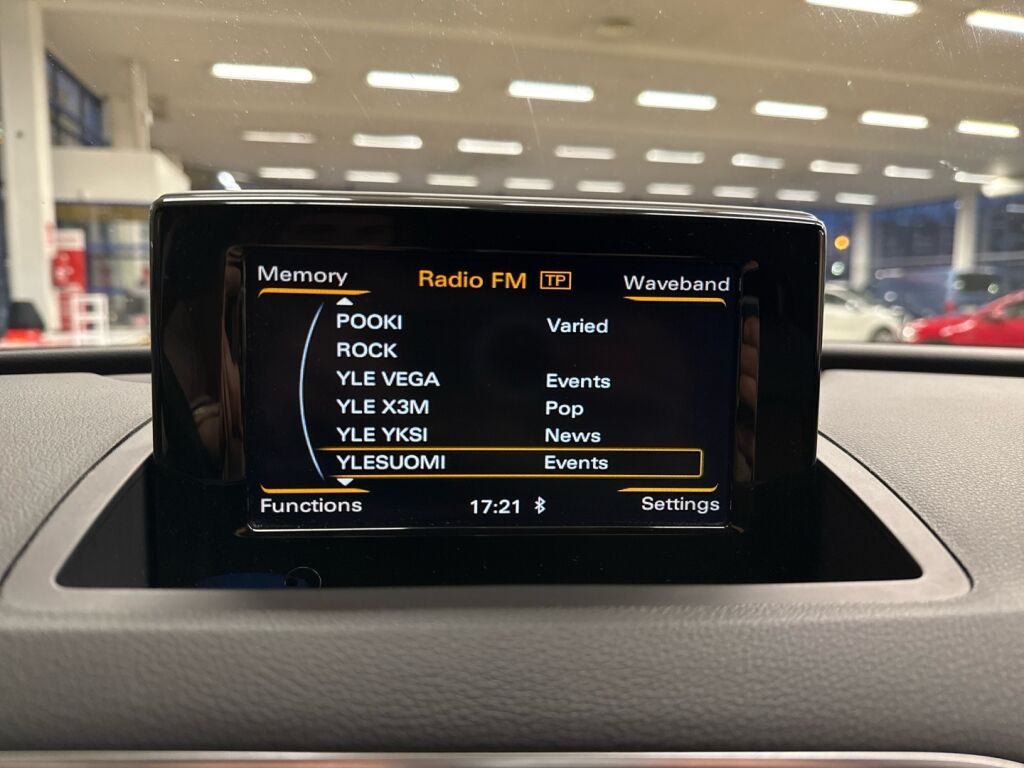 Memory Radio FM TP Waveband
POOKI Varied
ROCK
YLE VEGA Events
YLE X3M Pop
YLE YKSI News
YLESUOMI Events
Functions 17:21 Settings